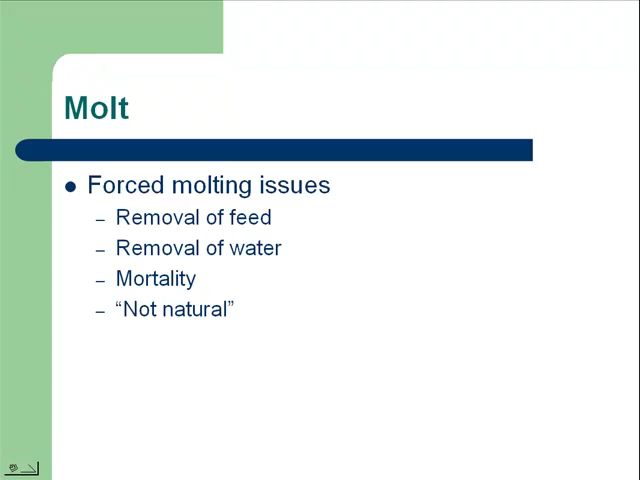 Molt
● Forced molting issues
– Removal of feed
– Removal of water
– Mortality
– “Not natural”